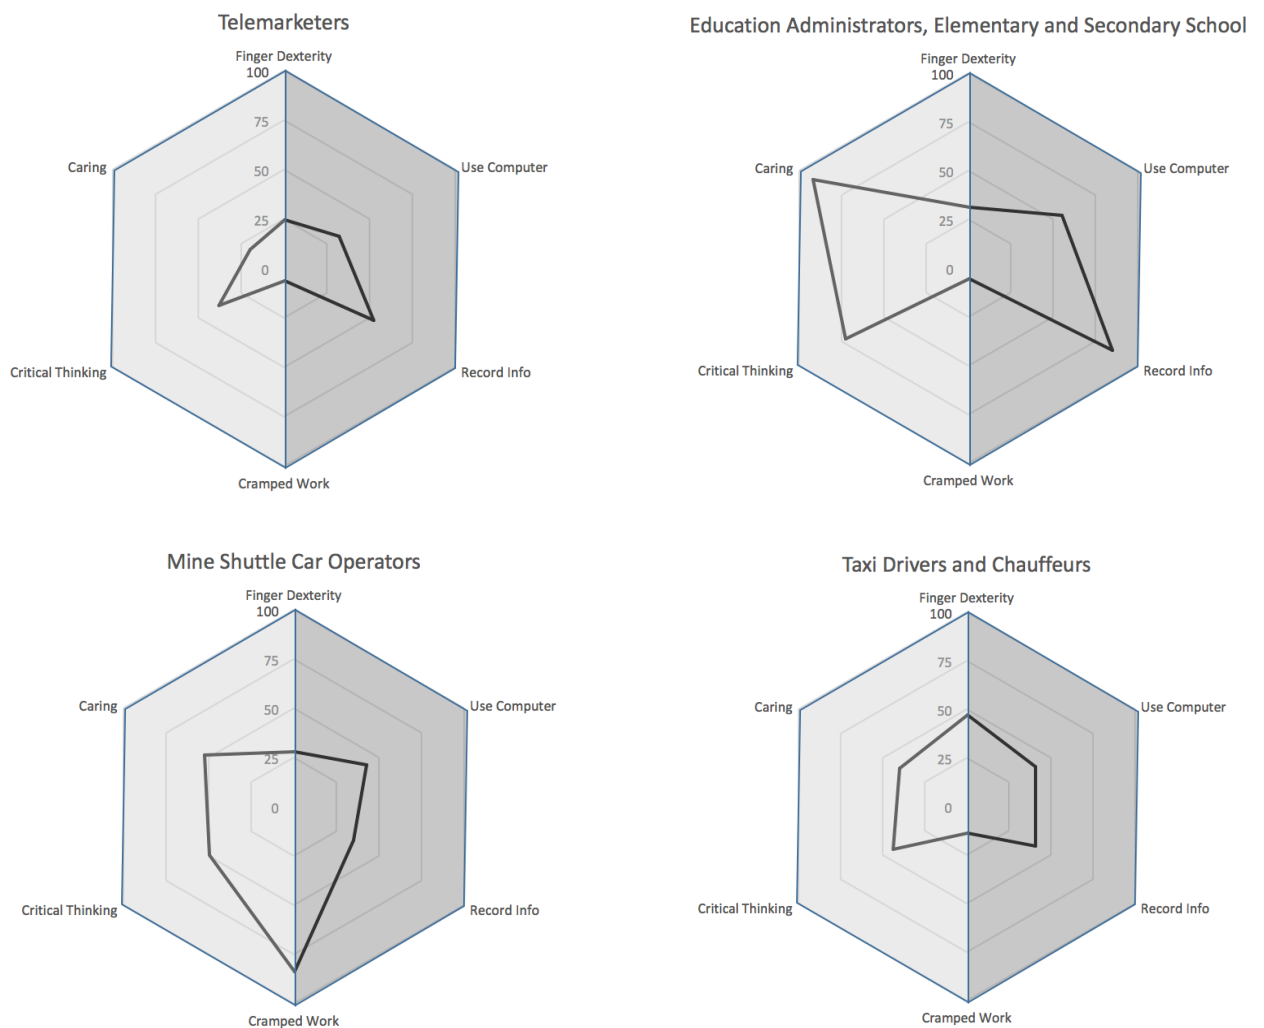 Telemarketers
Finger Dexterity
100
75
50
25
0
Caring
Use Computer
Critical Thinking
Record Info
Cramped Work
Education Administrators, Elementary and Secondary School
Finger Dexterity
100
75
50
25
0
Caring
Use Computer
Critical Thinking
Record Info
Cramped Work
Mine Shuttle Car Operators
Finger Dexterity
100
75
50
25
0
Caring
Use Computer
Critical Thinking
Record Info
Cramped Work
Taxi Drivers and Chauffeurs
Finger Dexterity
100
75
50
25
0
Caring
Use Computer
Critical Thinking
Record Info
Cramped Work